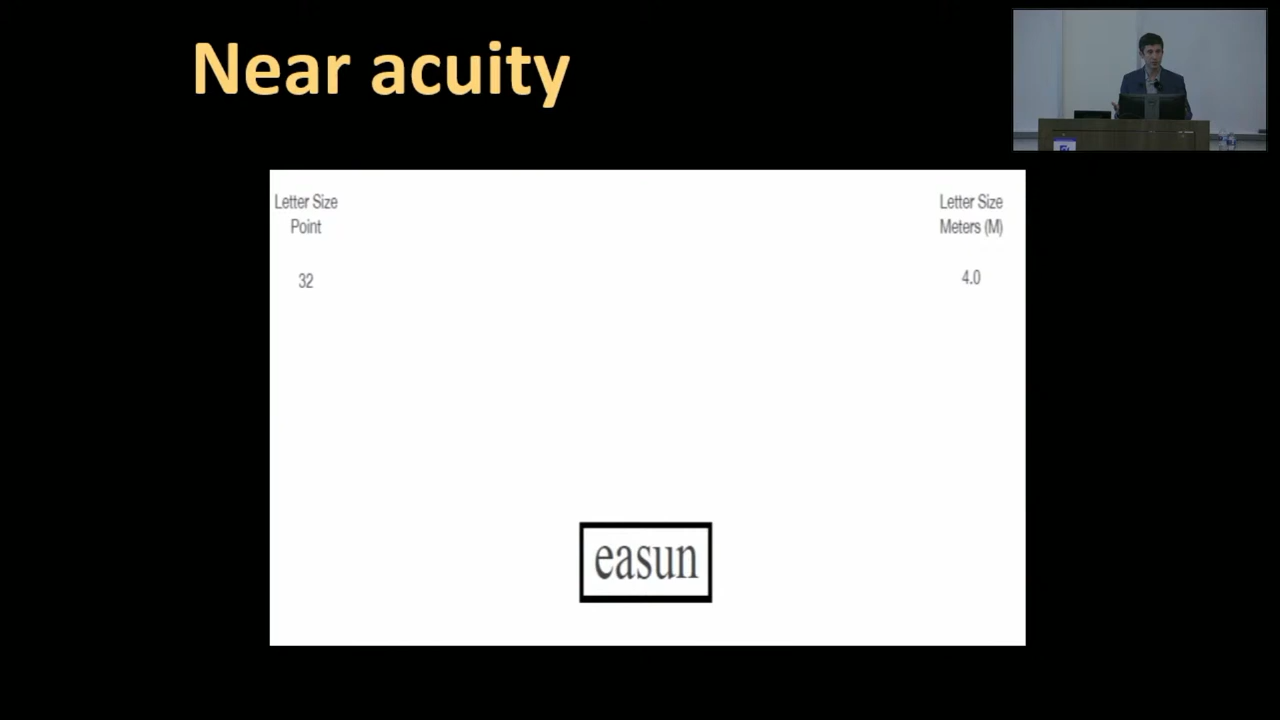 Near acuity
Letter Size
Point
Letter Size
Meters (M)
32
4.0
easun